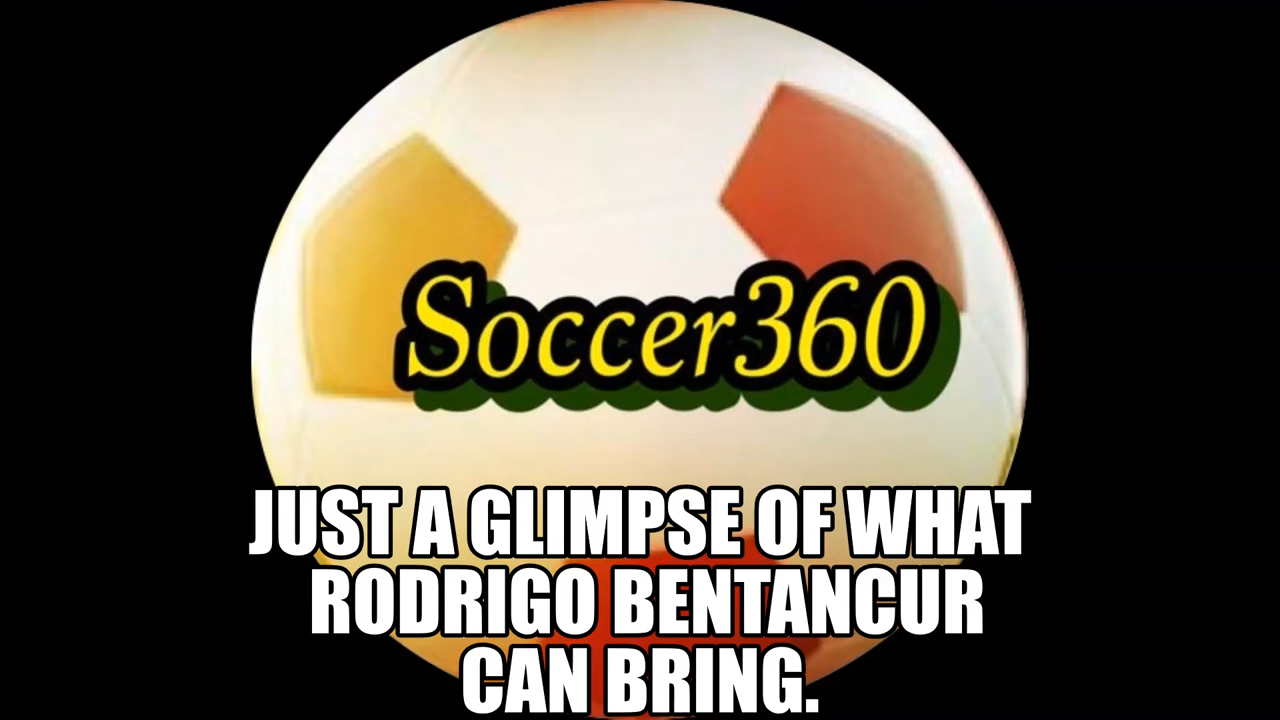 Soccer360
JUST A GLIMPSE OF WHAT
RODRIGO BENTANCUR
CAN BRING.